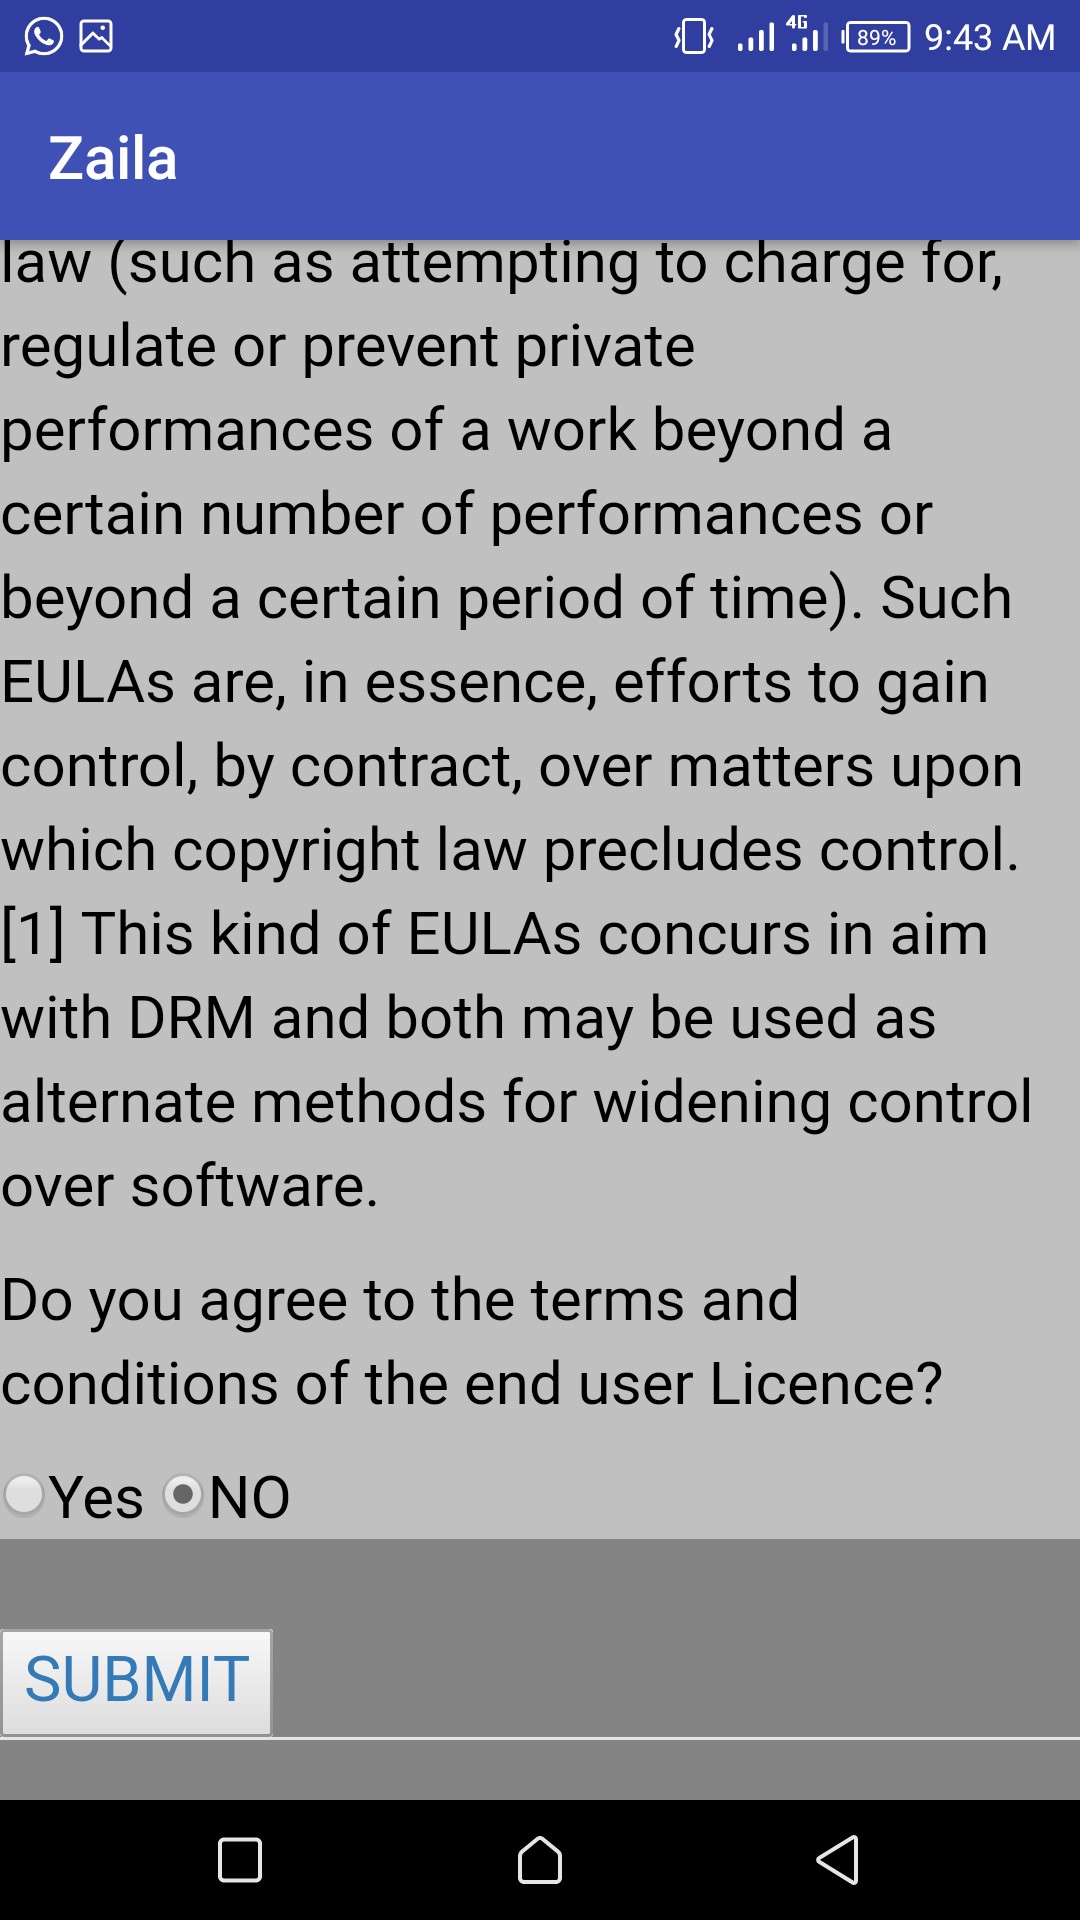 4G
89%
9:43 AM
Zaila
law (such as attempting to charge for,
regulate or prevent private
performances of a work beyond a
certain number of performances or
beyond a certain period of time). Such
EULAs are, in essence, efforts to gain
control, by contract, over matters upon
which copyright law precludes control.
[1] This kind of EULAs concurs in aim
with DRM and both may be used as
alternate methods for widening control
over software.
Do you agree to the terms and
conditions of the end user Licence?
Yes NO
SUBMIT